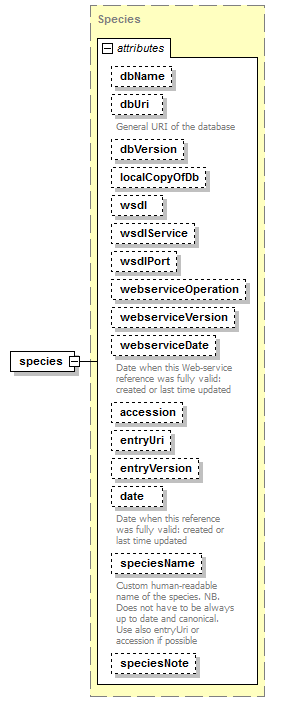 Species
attributes
dbName
dbUri
General URI of the database
dbVersion
localCopyOfDb
wsdl
wsdlService
wsdlPort
webserviceOperation
webserviceVersion
webserviceDate
Date when this Web-service
reference was fully valid:
created or last time updated
species
accession
entryUri
entryVersion
date
Date when this reference
was fully valid: created or
last time updated
speciesName
Custom human-readable
name of the species. NB.
Does not have to be always
up to date and canonical.
Use also entryUri or
accession if possible
speciesNote